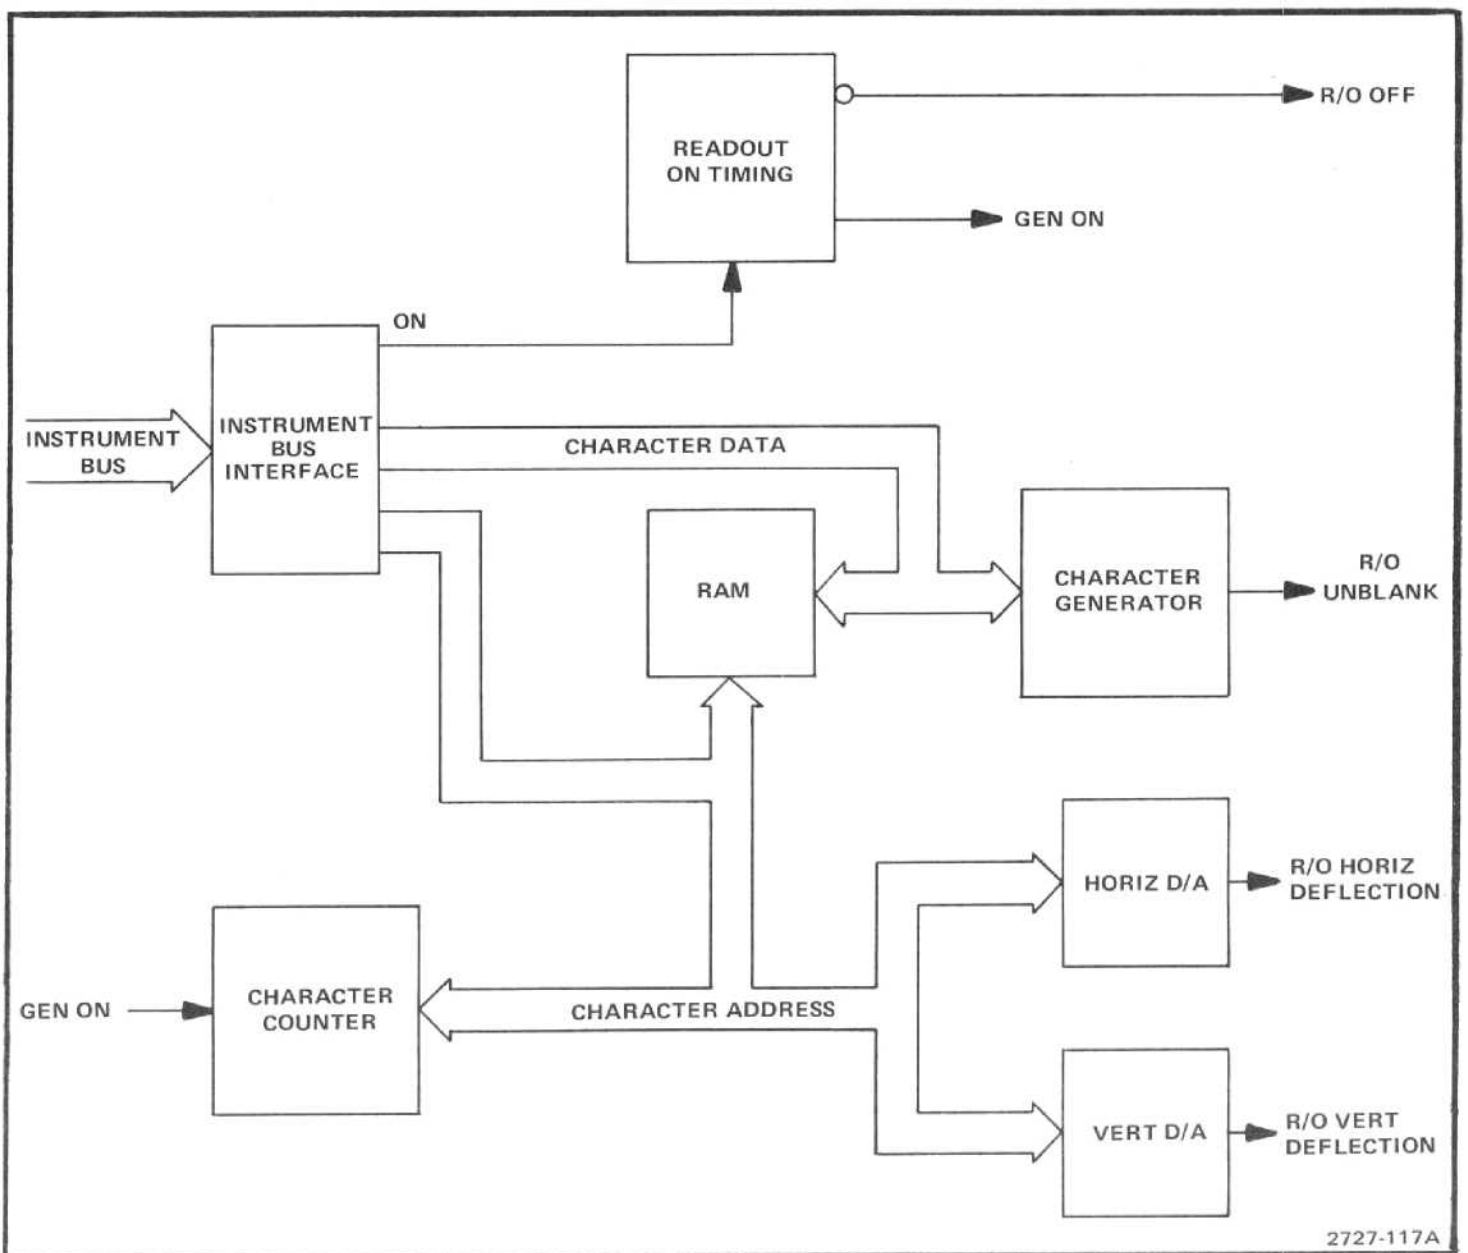 READOUT
ON TIMING
R/O OFF
GEN ON
ON
INSTRUMENT
BUS
INSTRUMENT
BUS
INTERFACE
CHARACTER DATA
RAM
CHARACTER
GENERATOR
R/O
UNBLANK
HORIZ D/A
R/O HORIZ
DEFLECTION
GEN ON
CHARACTER
COUNTER
CHARACTER ADDRESS
VERT D/A
R/O VERT
DEFLECTION
2727-117A